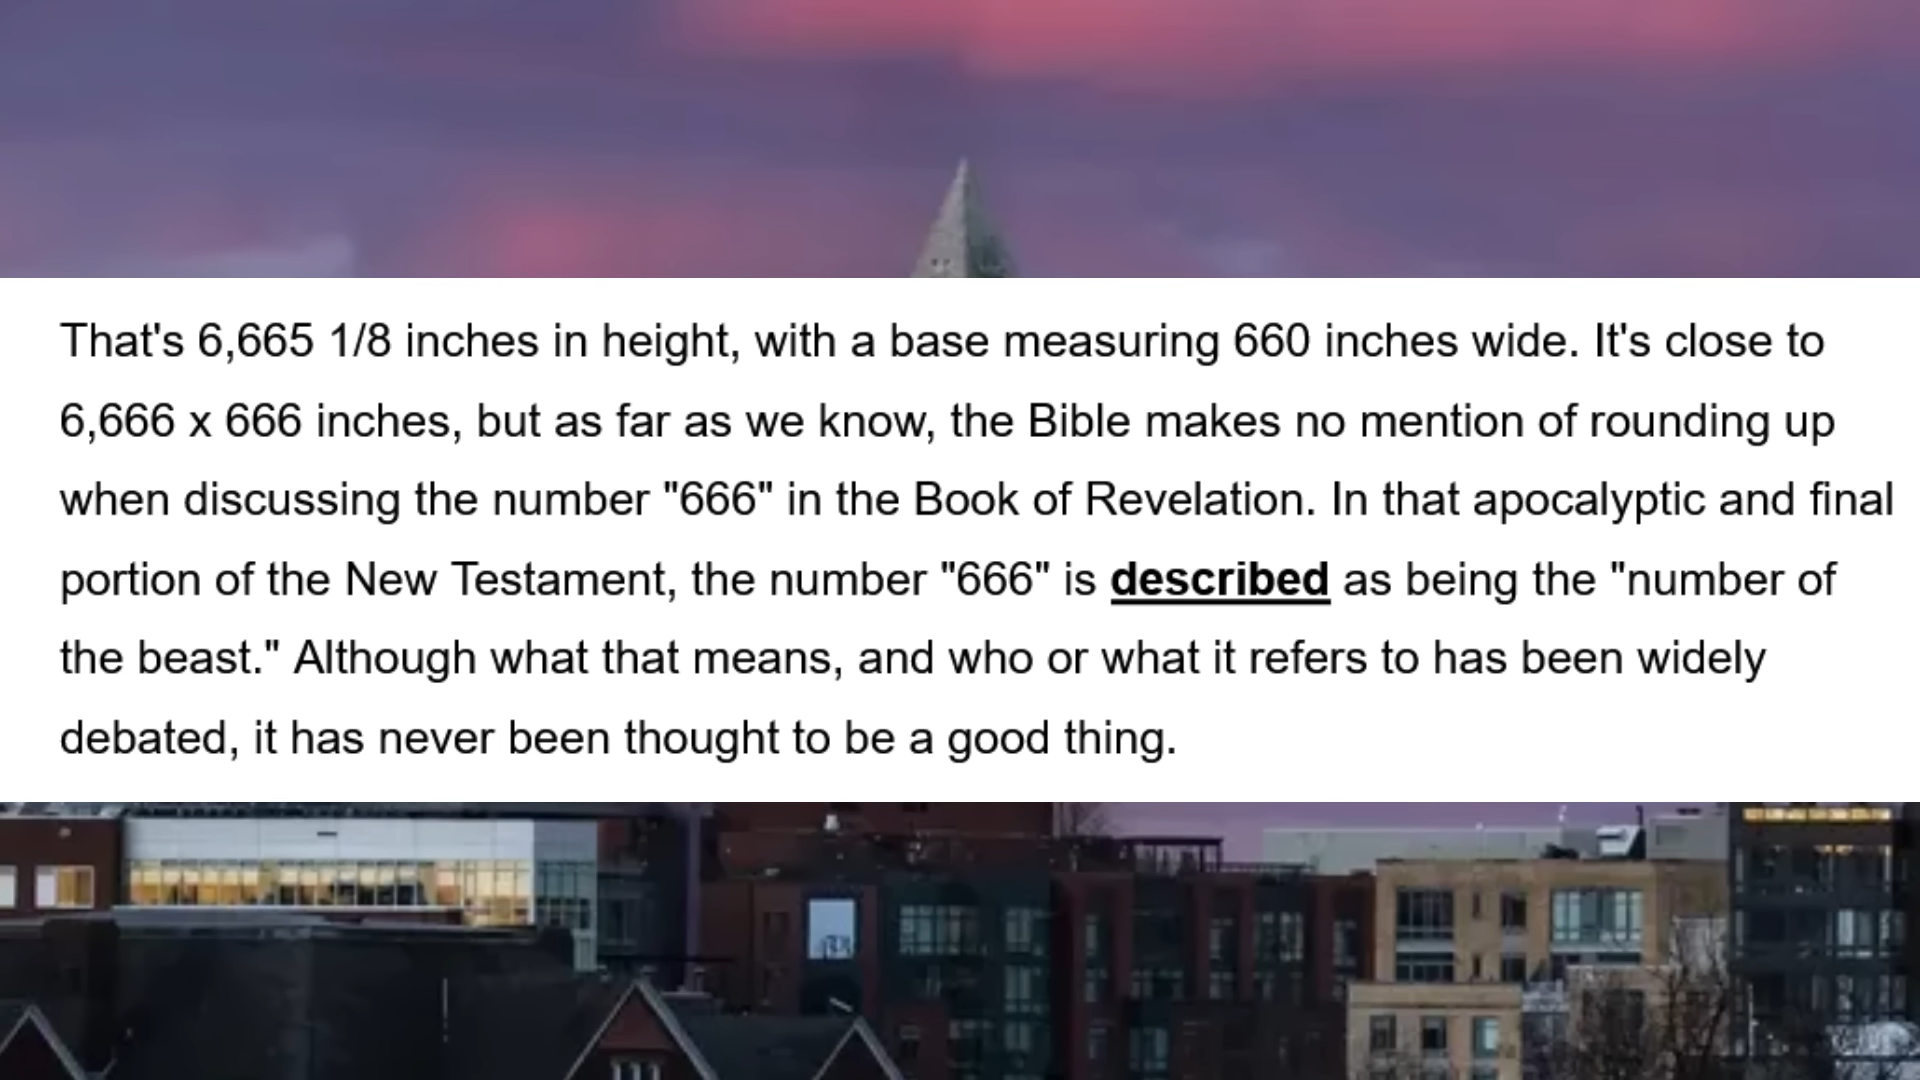 That's 6,665 1/8 inches in height, with a base measuring 660 inches wide. It's close to
6,666 x 666 inches, but as far as we know, the Bible makes no mention of rounding up
when discussing the number "666" in the Book of Revelation. In that apocalyptic and final
portion of the New Testament, the number "666" is described as being the "number of
the beast." Although what that means, and who or what it refers to has been widely
debated, it has never been thought to be a good thing.